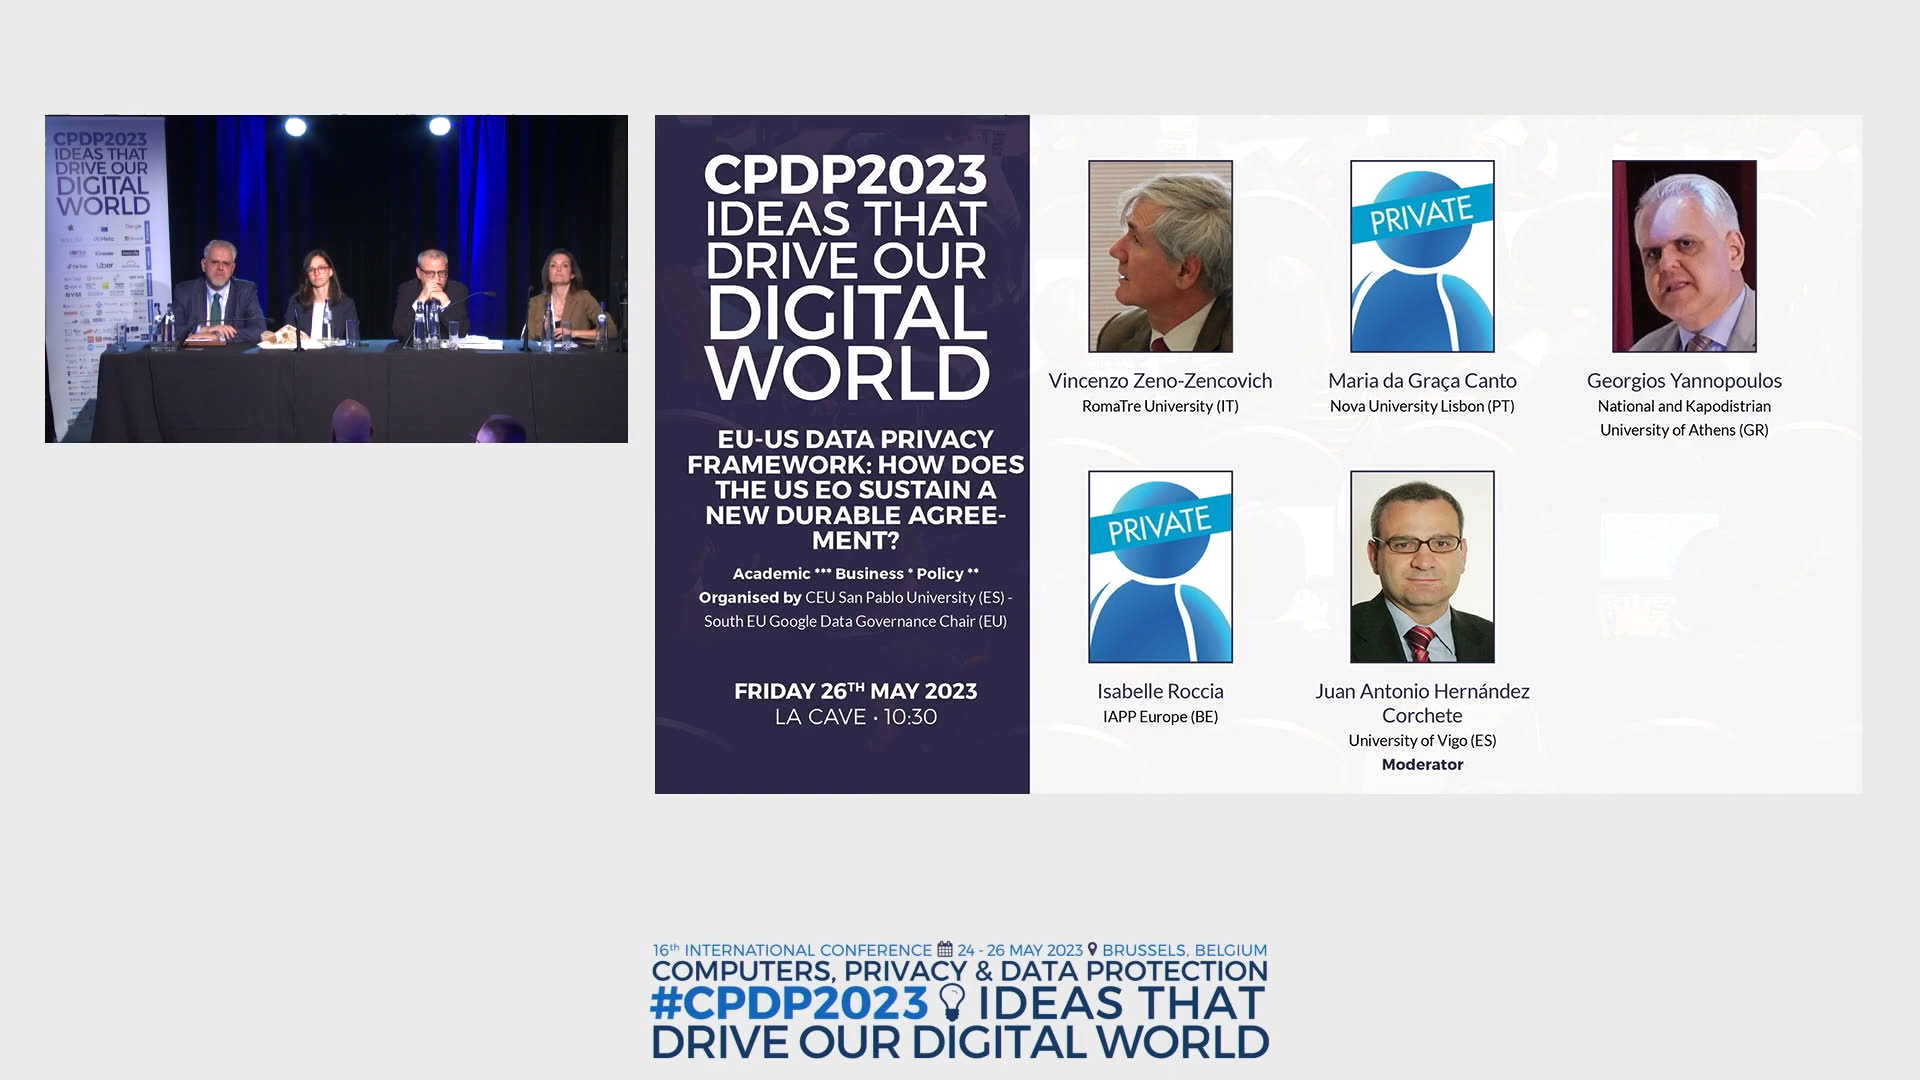 CPDP2023
IDEAS THAT
DRIVE OUR
DIGITAL
WORLD
Google
Meta
TikTok
Uber
CPDP2023
IDEAS THAT
DRIVE OUR
DIGITAL
WORLD
EU-US DATA PRIVACY
FRAMEWORK: HOW DOES
THE US EO SUSTAIN A
NEW DURABLE AGREE-
MENT?
Academic *** Business * Policy **
Organised by CEU San Pablo University (ES) -
South EU Google Data Governance Chair (EU)
FRIDAY 26TH MAY 2023
LA CAVE · 10:30
Vincenzo Zeno-Zencovich
RomaTre University (IT)
PRIVATE
Maria da Graça Canto
Nova University Lisbon (PT)
Georgios Yannopoulos
National and Kapodistrian
University of Athens (GR)
PRIVATE
Isabelle Roccia
IAPP Europe (BE)
Juan Antonio Hernández
Corchete
University of Vigo (ES)
Moderator
16th INTERNATIONAL CONFERENCE 24 - 26 MAY 2023 BRUSSELS, BELGIUM
COMPUTERS, PRIVACY & DATA PROTECTION
#CPDP2023 IDEAS THAT
DRIVE OUR DIGITAL WORLD